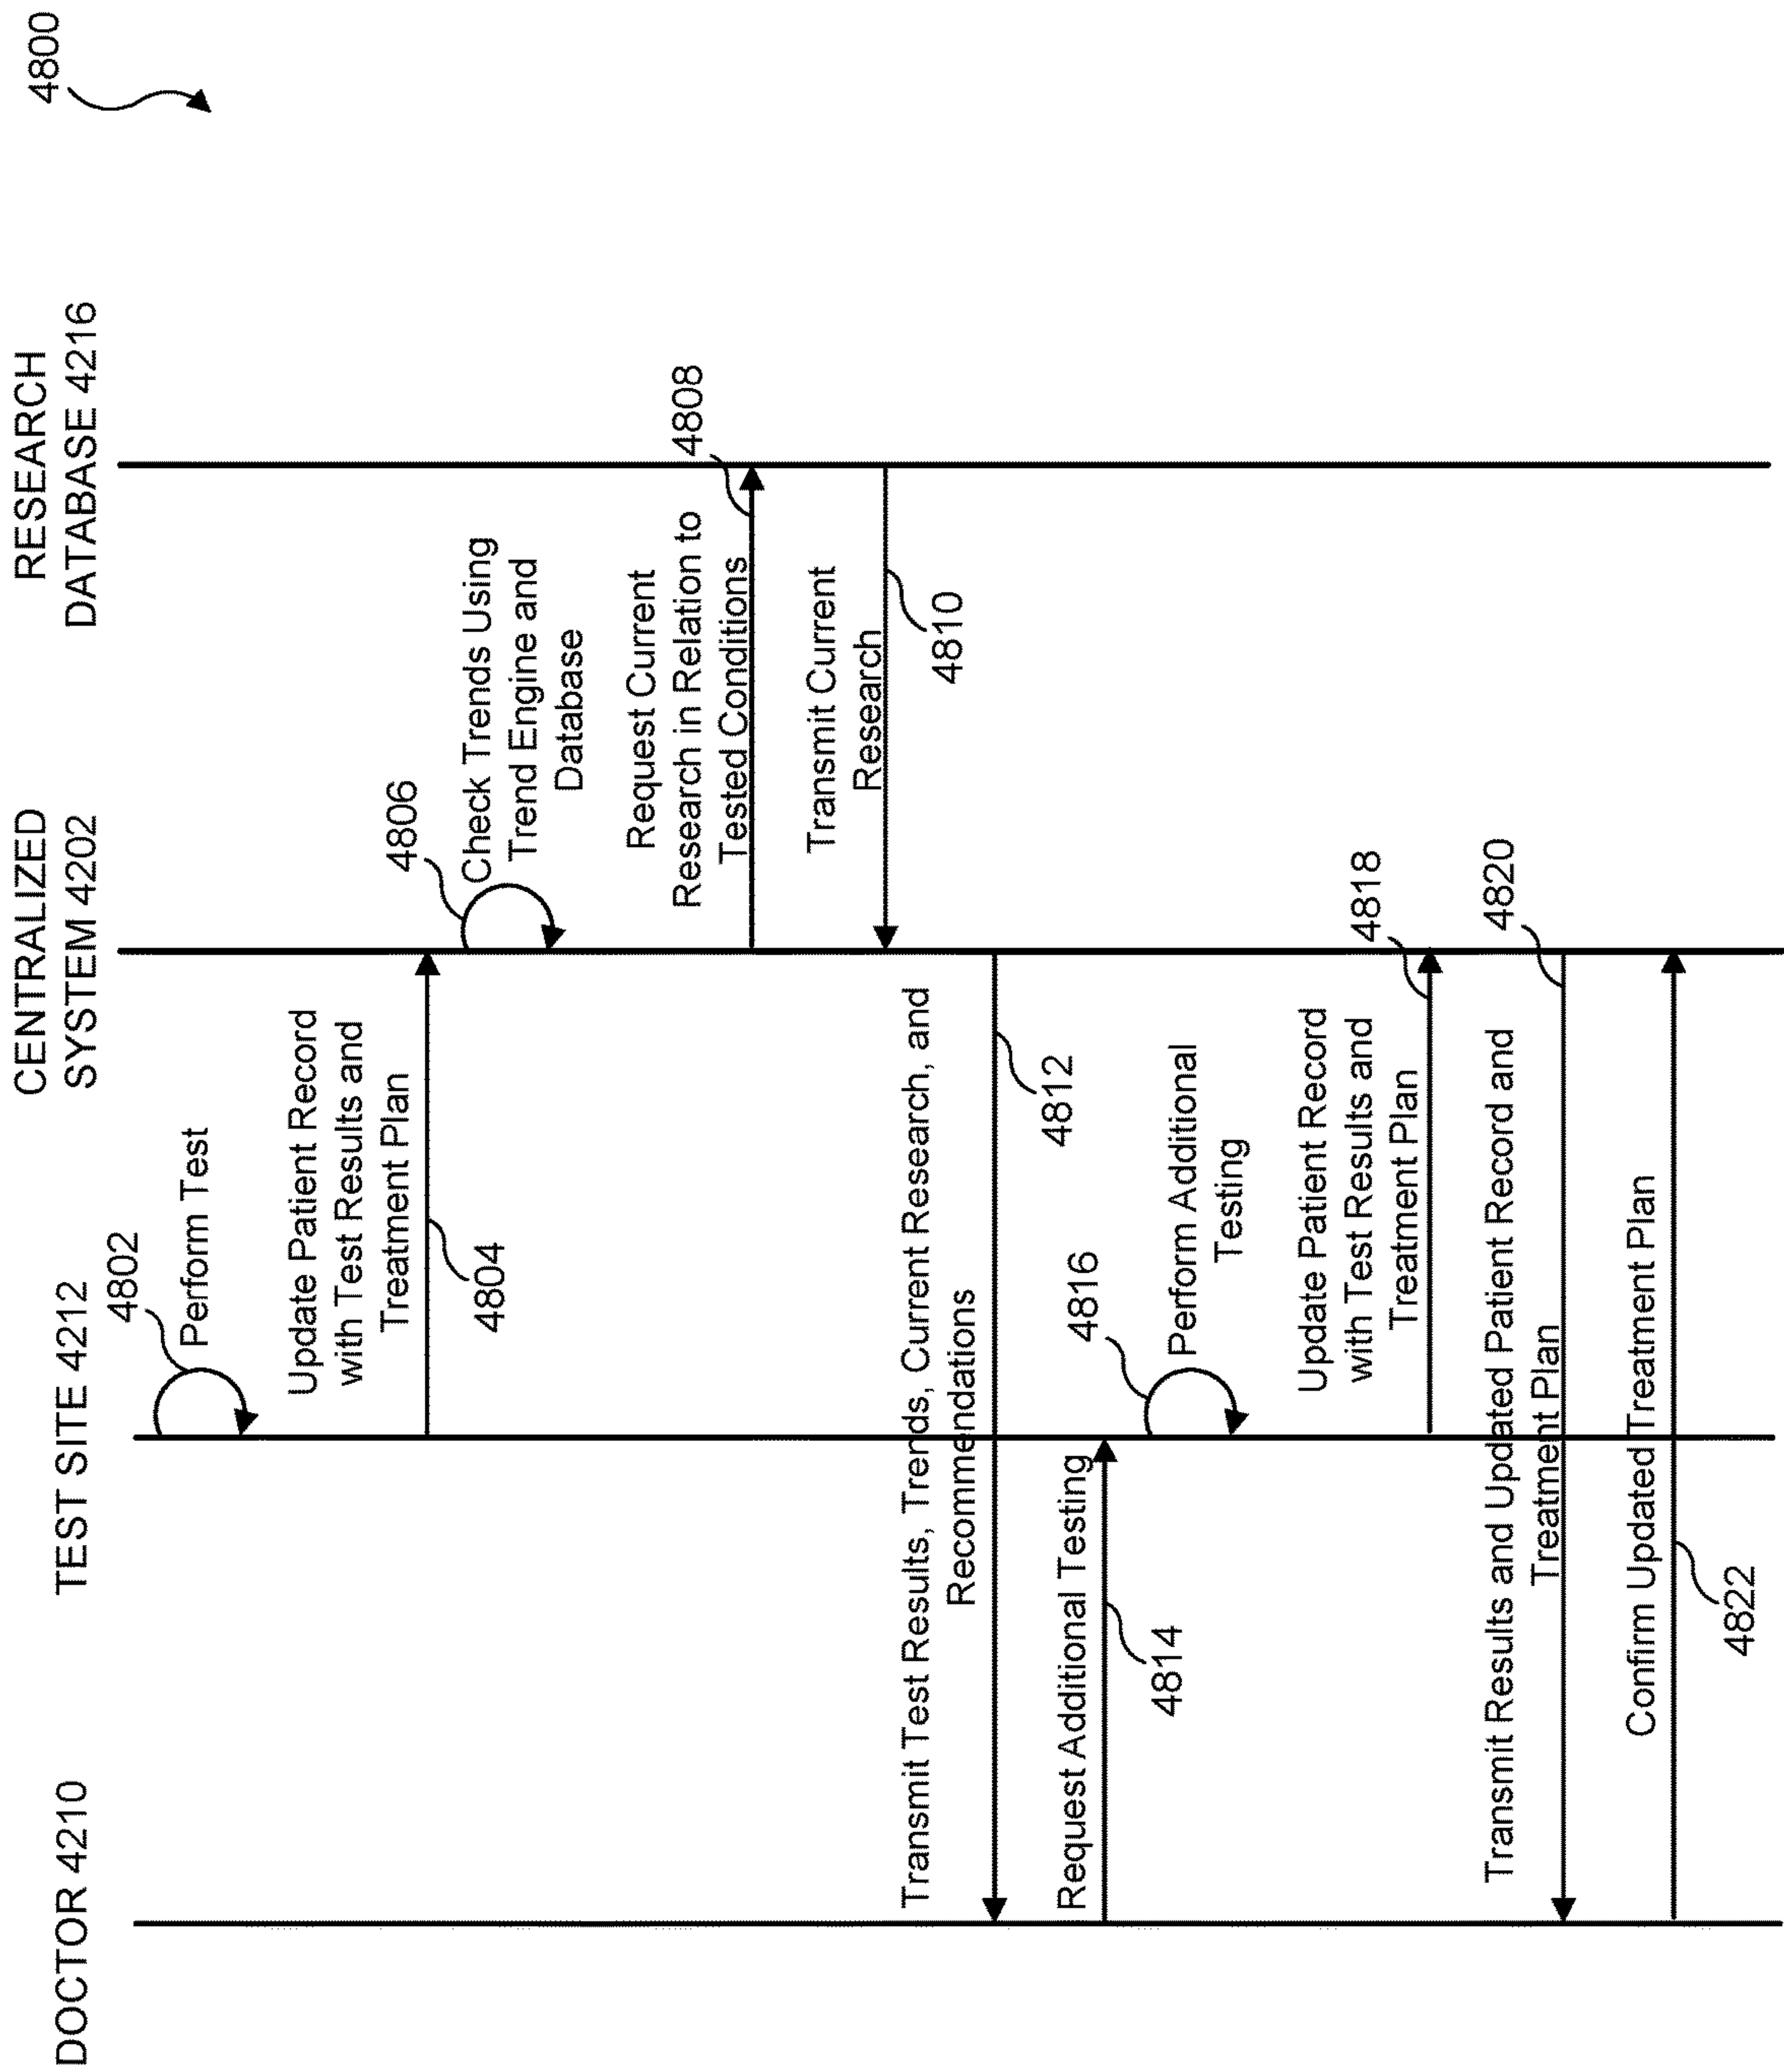 4800
DOCTOR 4210
TEST SITE 4212
CENTRALIZED
SYSTEM 4202
RESEARCH
DATABASE 4216
4802
Perform Test
Update Patient Record
with Test Results and
Treatment Plan
4804
4806
Check Trends Using
Trend Engine and
Database
Request Current
Research in Relation to
Tested Conditions
4808
Transmit Current
Research
4810
Transmit Test Results, Trends, Current Research, and
Recommendations
4812
Request Additional Testing
4814
4816
Perform Additional
Testing
Update Patient Record
with Test Results and
Treatment Plan
4818
Transmit Results and Updated Patient Record and
Treatment Plan
4820
Confirm Updated Treatment Plan
4822